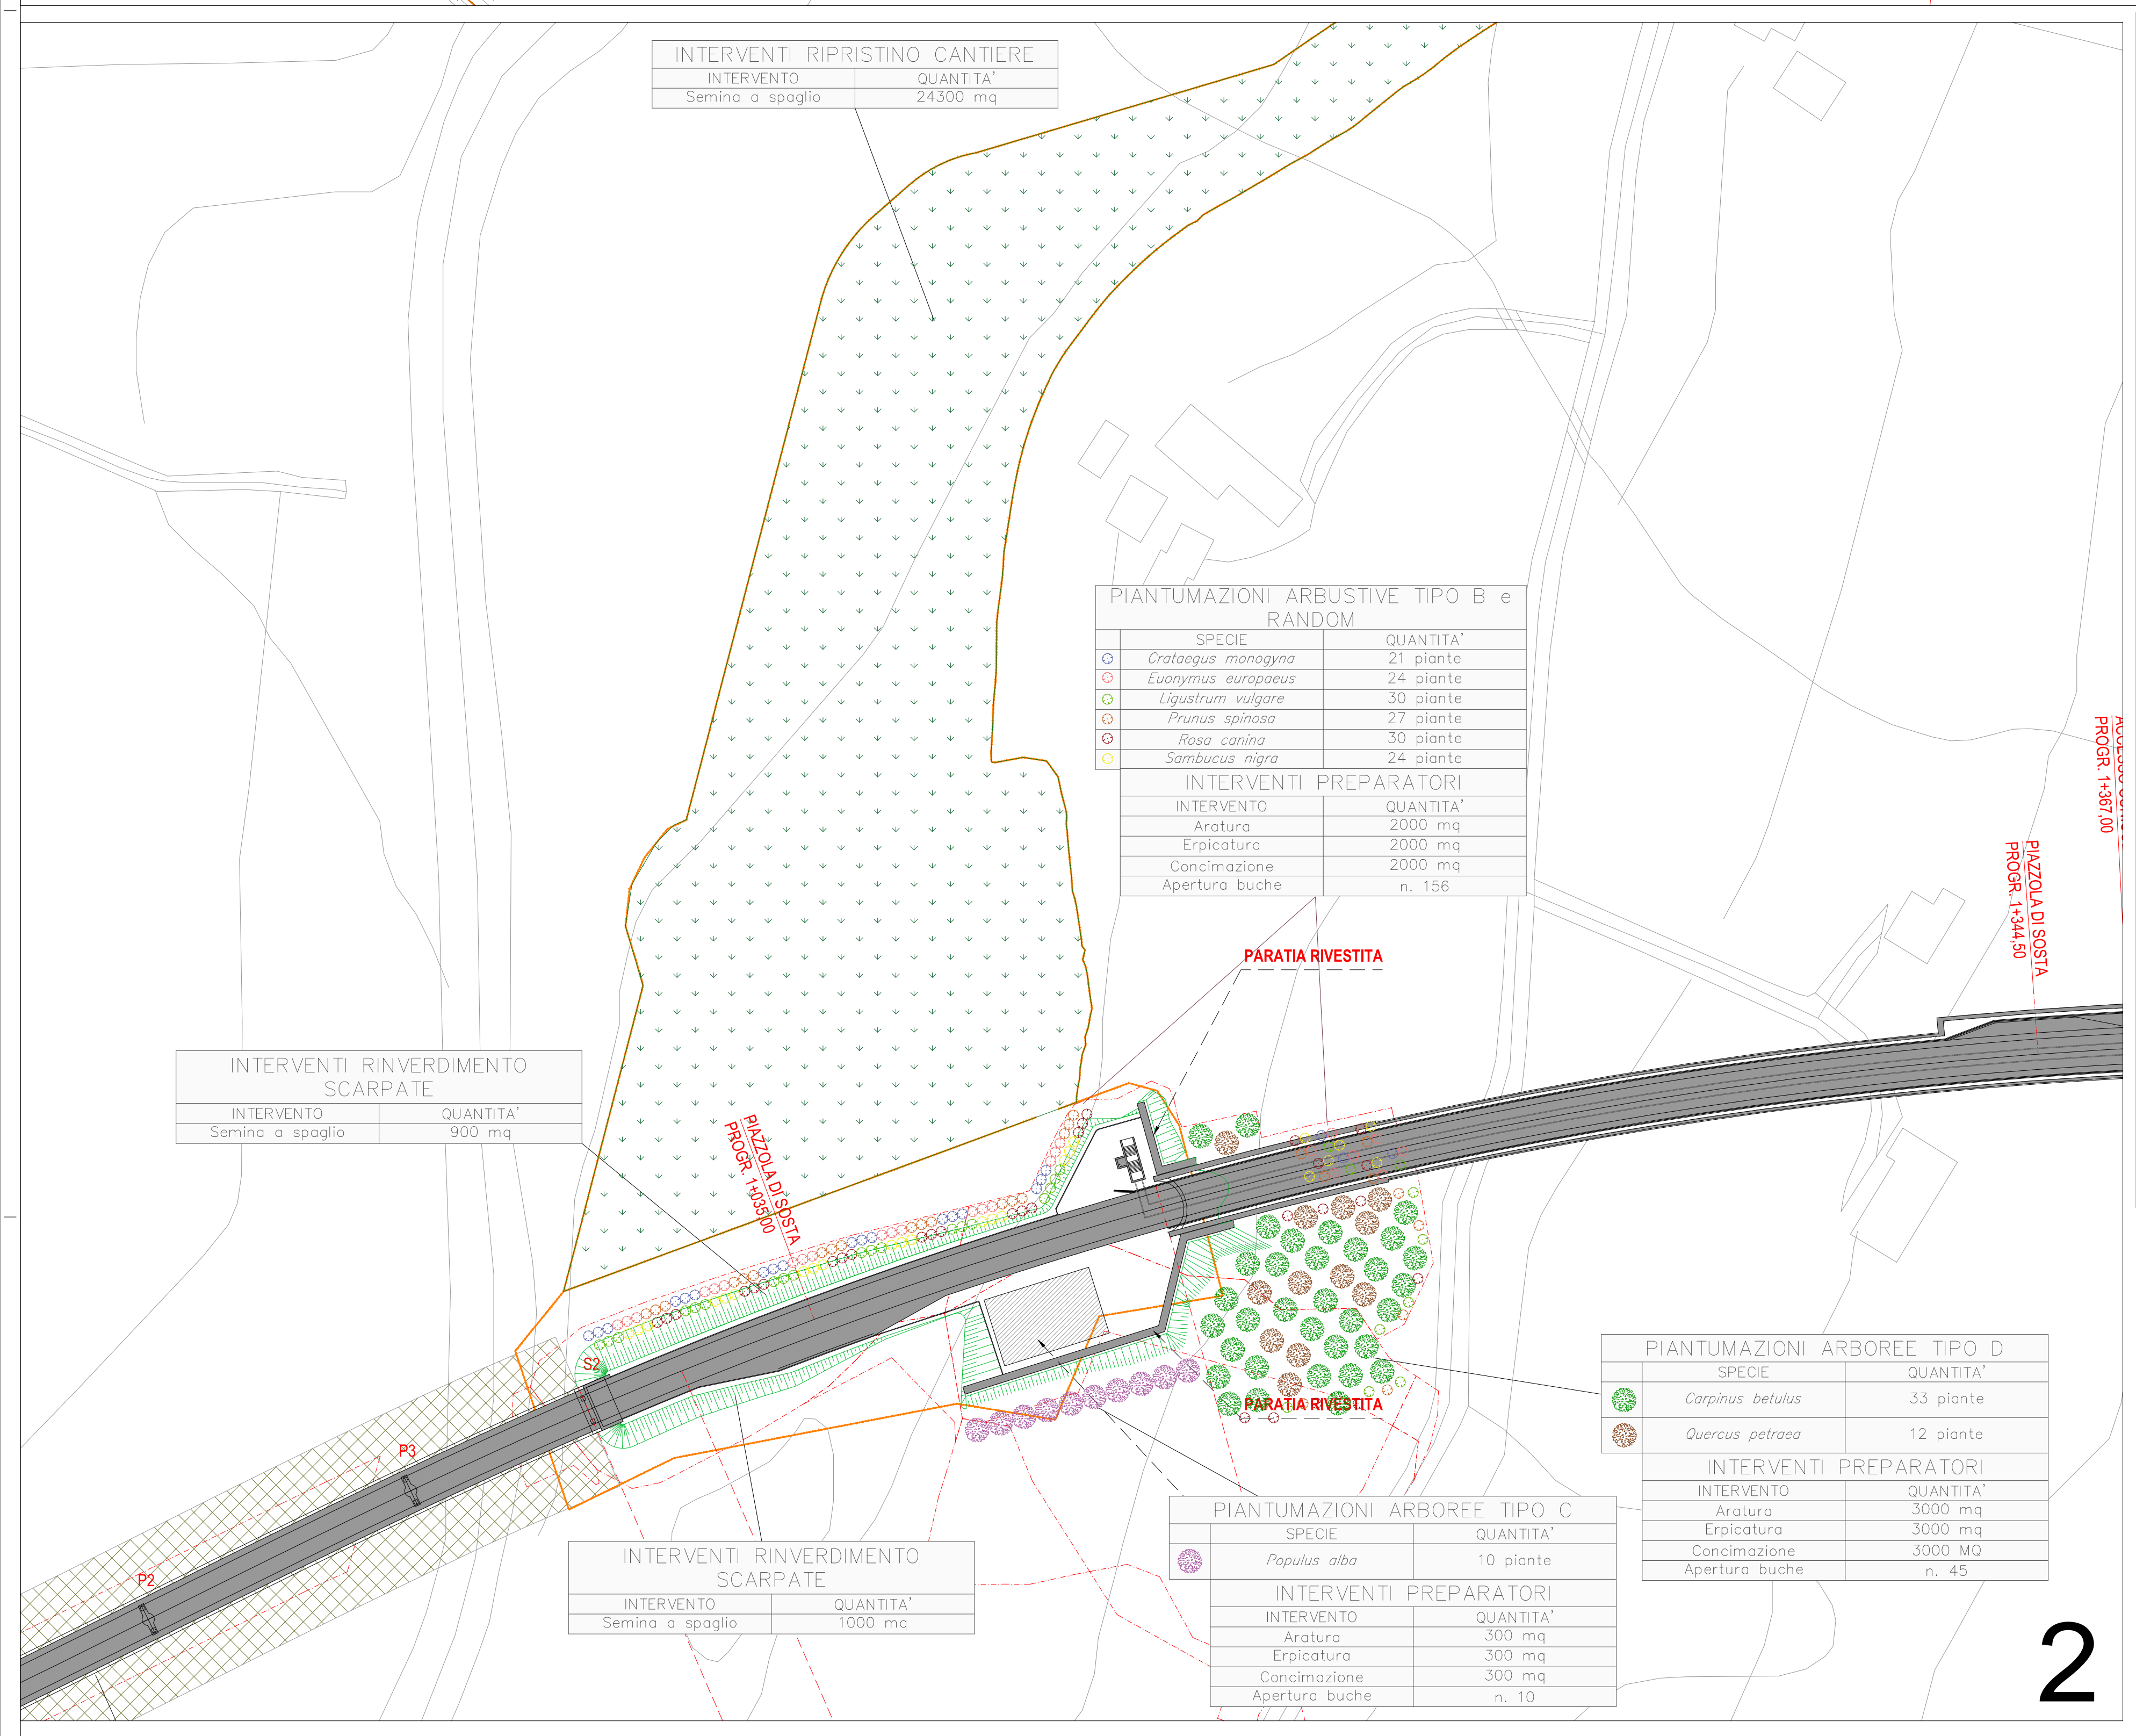 INTERVENTI RIPRISTINO CANTIERE
INTERVENTO QUANTITA'
Semina a spaglio 24300 mq
PIANTUMAZIONI ARBUSTIVE TIPO B e
RANDOM
SPECIE QUANTITA'
Crataegus monogyna 21 piante
Euonymus europaeus 24 piante
Ligustrum vulgare 30 piante
Prunus spinosa 27 piante
Rosa canina 30 piante
Sambucus nigra 24 piante
INTERVENTI PREPARATORI
INTERVENTO QUANTITA'
Aratura 2000 mq
Erpicatura 2000 mq
Concimazione 2000 mq
Apertura buche n. 156
PROGR. 1+367,00
PIAZZOLA DI SOSTA
PROGR. 1+344,50
PARATIA RIVESTITA
INTERVENTI RINVERDIMENTO
SCARPATE
INTERVENTO QUANTITA'
Semina a spaglio 900 mq
PIAZZOLA DI SOSTA
PROGR. 1+035,00
S2
P3
P2
PARATIA RIVESTITA
PIANTUMAZIONI ARBOREE TIPO D
SPECIE QUANTITA'
Carpinus betulus 33 piante
Quercus petraea 12 piante
INTERVENTI PREPARATORI
INTERVENTO QUANTITA'
Aratura 3000 mq
Erpicatura 3000 mq
Concimazione 3000 MQ
Apertura buche n. 45
PIANTUMAZIONI ARBOREE TIPO C
SPECIE QUANTITA'
Populus alba 10 piante
INTERVENTI PREPARATORI
INTERVENTO QUANTITA'
Aratura 300 mq
Erpicatura 300 mq
Concimazione 300 mq
Apertura buche n. 10
INTERVENTI RINVERDIMENTO
SCARPATE
INTERVENTO QUANTITA'
Semina a spaglio 1000 mq
2